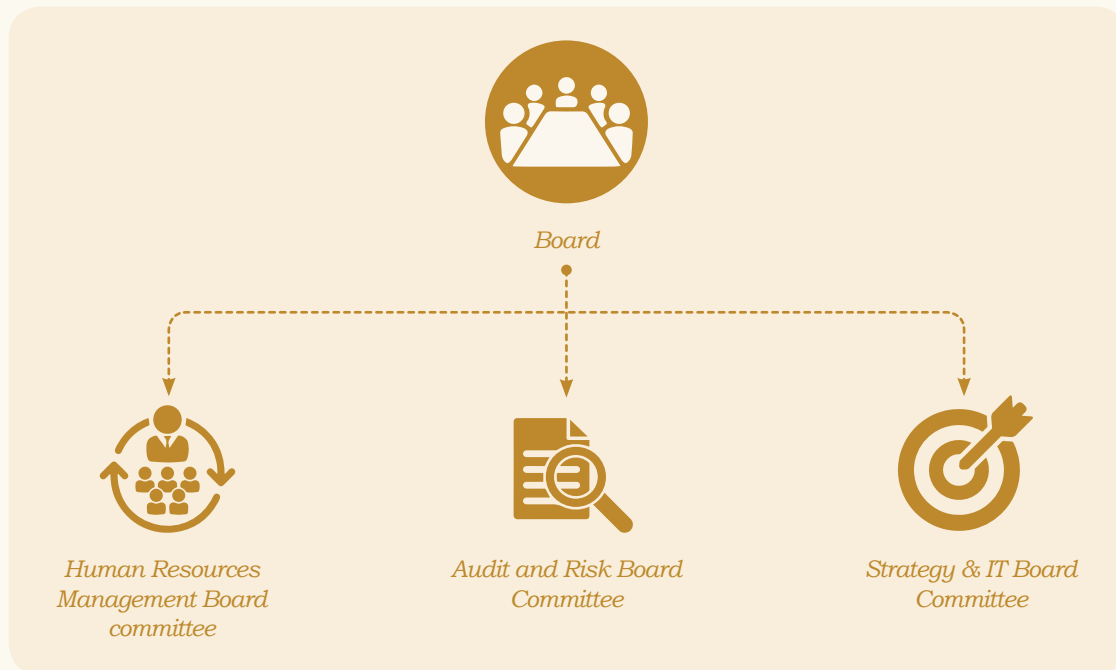 Board
Human Resources
Management Board
committee
Audit and Risk Board
Committee
Strategy & IT Board
Committee